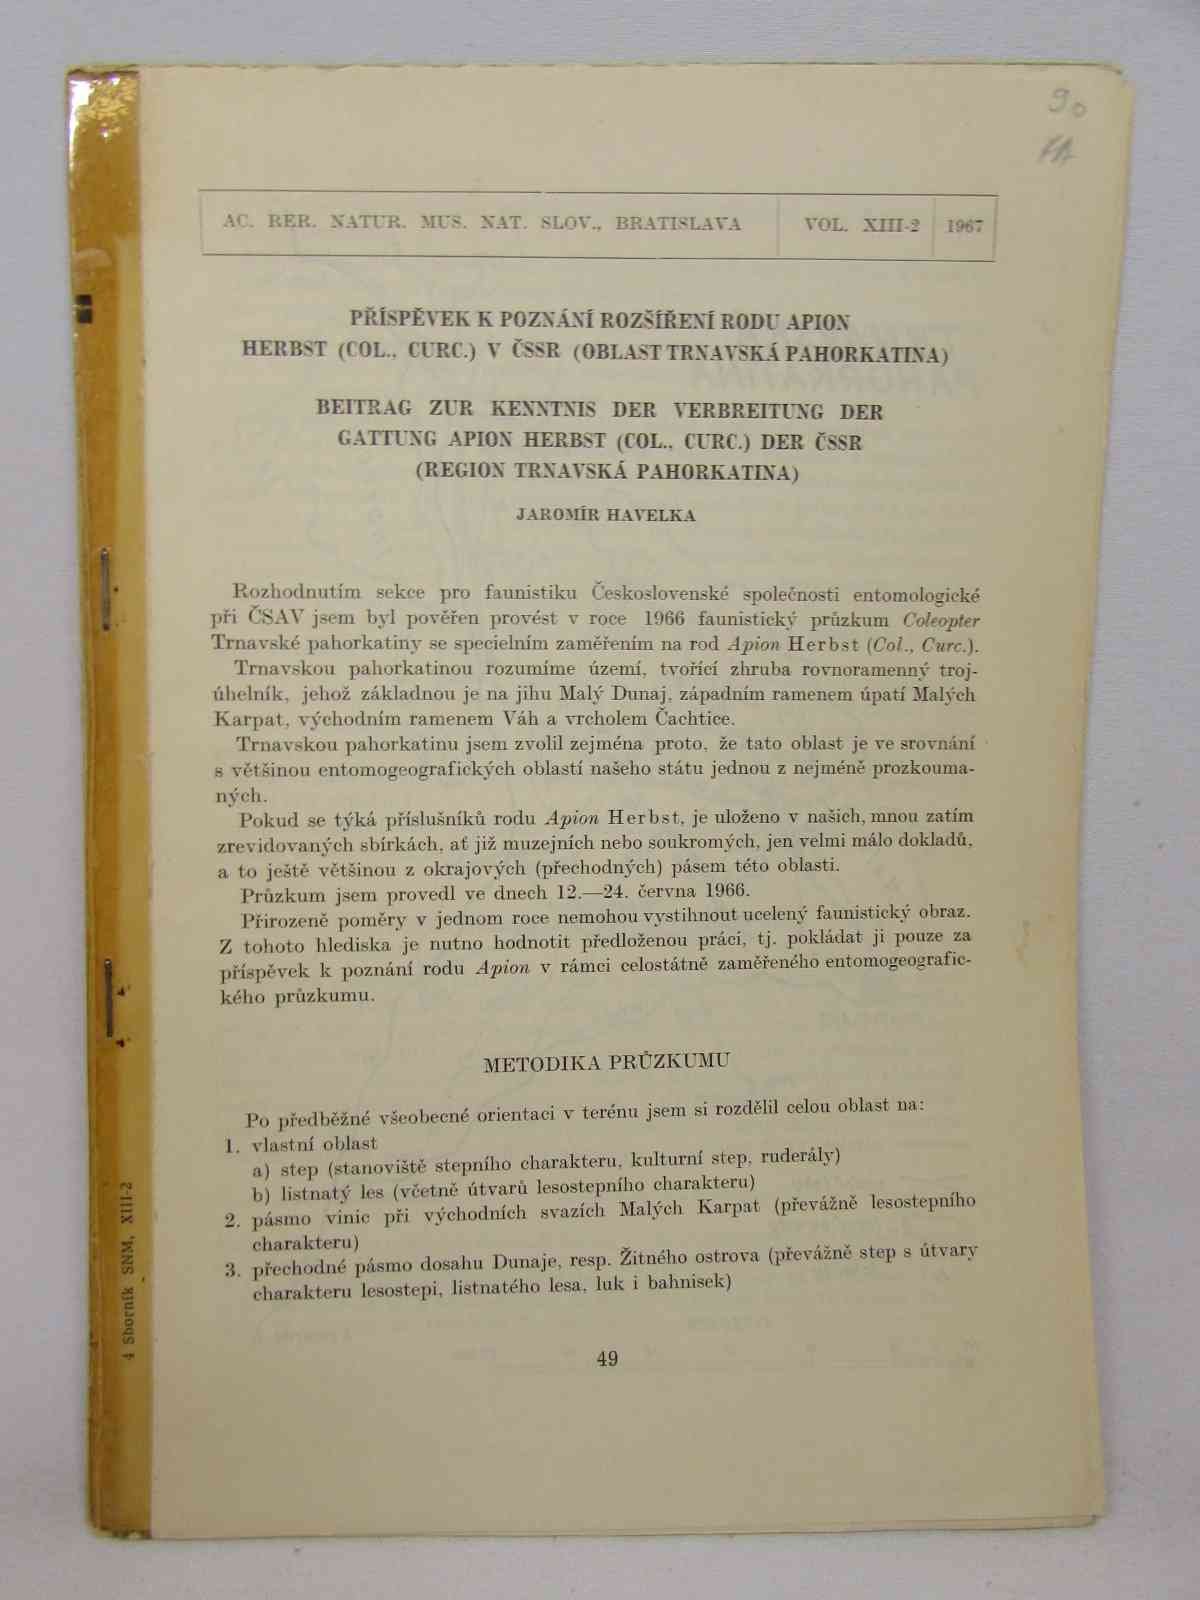 9o
AC. RER. NATUR. MUS. NAT. SLOV., BRATISLAVA VOL. XIII-2 1967
PŘÍSPĚVEK K POZNÁNÍ ROZŠÍŘENÍ RODU APION
HERBST (COL., CURC.) V ČSSR (OBLAST TRNAVSKÁ PAHORKATINA)
BEITRAG ZUR KENNTNIS DER VERBREITUNG DER
GATTUNG APION HERBST (COL., CURC.) DER ČSSR
(REGION TRNAVSKÁ PAHORKATINA)
JAROMÍR HAVELKA
Rozhodnutím sekce pro faunistiku Československé společnosti entomologické
při ČSAV jsem byl pověřen provést v roce 1966 faunistický průzkum Coleopter
Trnavské pahorkatiny se specielním zaměřením na rod Apion Herbst (Col., Curc.).
Trnavskou pahorkatinou rozumíme území, tvořící zhruba rovnoramenný troj-
úhelník, jehož základnou je na jihu Malý Dunaj, západním ramenem úpatí Malých
Karpat, východním ramenem Váh a vrcholem Čachtice.
Trnavskou pahorkatinu jsem zvolil zejména proto, že tato oblast je ve srovnání
s většinou entomogeografických oblastí našeho státu jednou z nejméně prozkouma-
ných.
Pokud se týká příslušníků rodu Apion Herbst, je uloženo v našich, mnou zatím
zrevidovaných sbírkách, ať již muzejních nebo soukromých, jen velmi málo dokladů,
a to ještě většinou z okrajových (přechodných) pásem této oblasti.
Průzkum jsem provedl ve dnech 12.—24. června 1966.
Přirozeně poměry v jednom roce nemohou vystihnout ucelený faunistický obraz.
Z tohoto hlediska je nutno hodnotit předloženou práci, tj. pokládat ji pouze za
příspěvek k poznání rodu Apion v rámci celostátně zaměřeného entomogeografic-
kého průzkumu.
METODIKA PRŮZKUMU
Po předběžné všeobecné orientaci v terénu jsem si rozdělil celou oblast na:
1. vlastní oblast
a) step (stanoviště stepního charakteru, kulturní step, ruderály)
b) listnatý les (včetně útvarů lesostepního charakteru)
2. pásmo vinic při východních svazích Malých Karpat (převážně lesostepního
charakteru)
3. přechodné pásmo dosahu Dunaje, resp. Žitného ostrova (převážně step s útvary
charakteru lesostepi, listnatého lesa, luk i bahnisek)
4 Sborník SNM, XIII-2
49